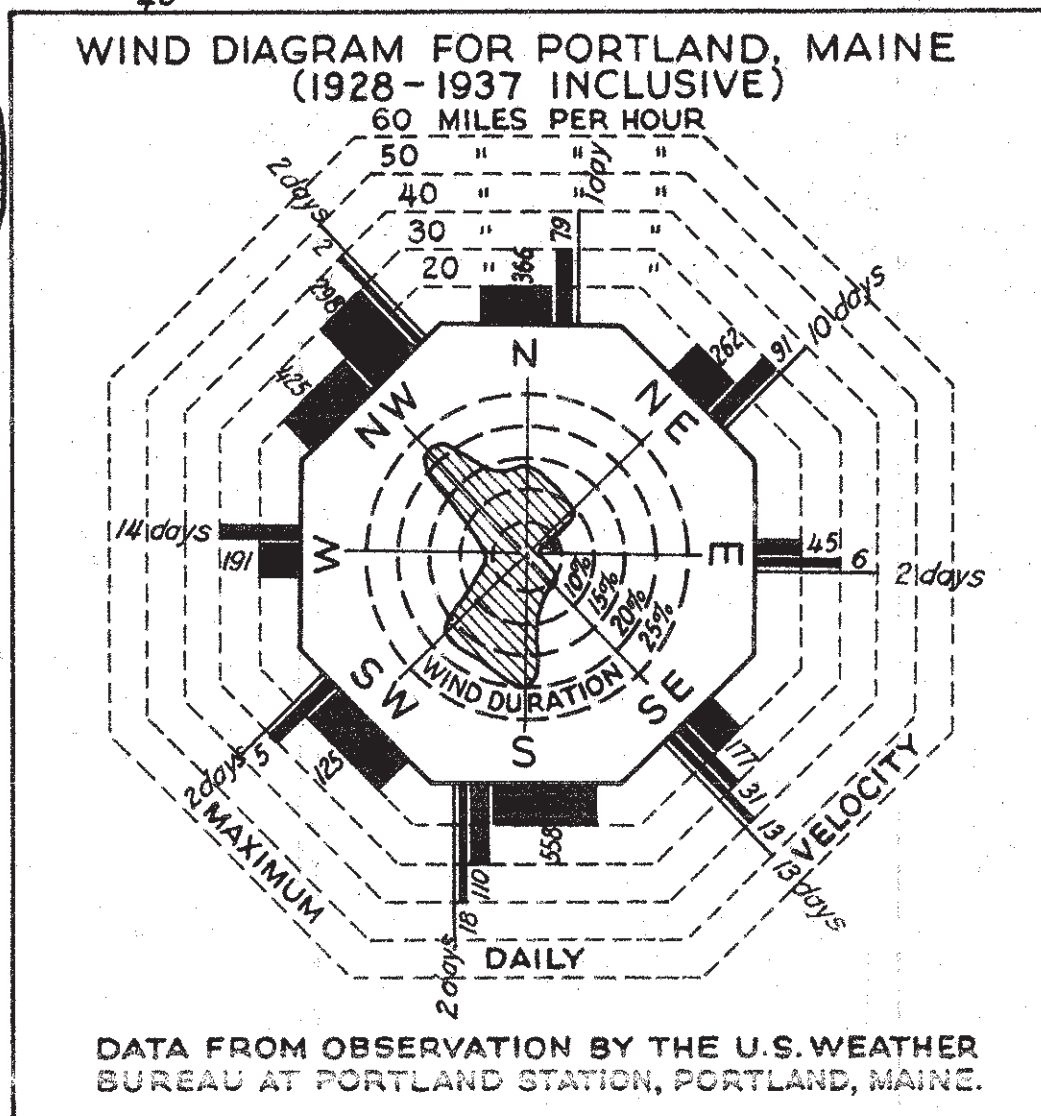 WIND DIAGRAM FOR PORTLAND, MAINE
(1928-1937 INCLUSIVE)
60 MILES PER HOUR
50 " " "
40 " " "
30 " "
20 " "
2 days
2
425
366
79
1 day
262
91
10 days
N
NE
E
SE
S
SW
W
NW
14 days
191
45
6
2 days
10%
15%
20%
25%
WIND DURATION
2 days
5
125
177
31
13
13 days
558
110
18
2 days
MAXIMUM
DAILY
VELOCITY
DATA FROM OBSERVATION BY THE U.S. WEATHER
BUREAU AT PORTLAND STATION, PORTLAND, MAINE.